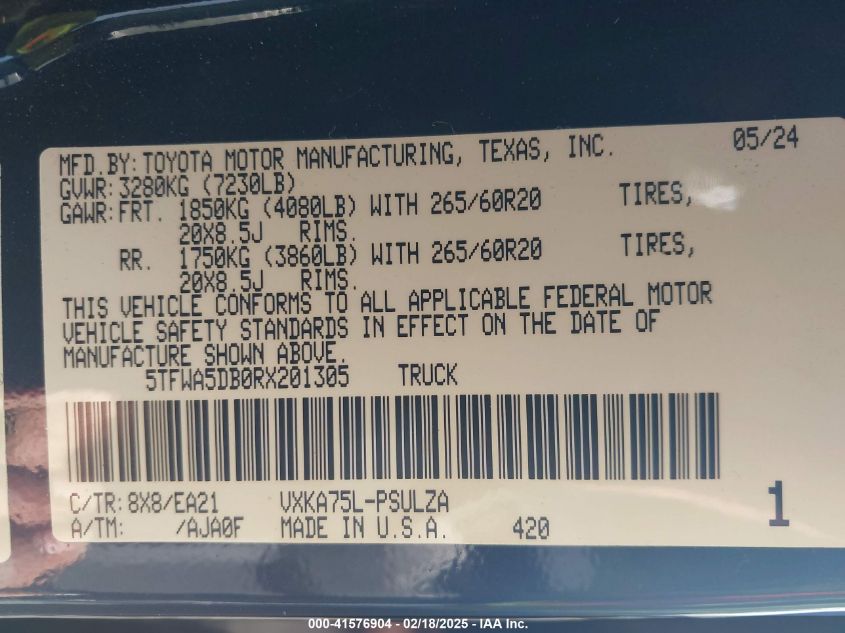 MFD.BY:TOYOTA MOTOR MANUFACTURING, TEXAS, INC. 05/24
GVWR:3280KG (7230LB)
GAWR:FRT. 1850KG (4080LB) WITH 265/60R20 TIRES,
20X8.5J RIMS.
RR. 1750KG (3860LB) WITH 265/60R20 TIRES,
20X8.5J RIMS.
THIS VEHICLE CONFORMS TO ALL APPLICABLE FEDERAL MOTOR
VEHICLE SAFETY STANDARDS IN EFFECT ON THE DATE OF
MANUFACTURE SHOWN ABOVE.
5TFWA5DB0RX201305 TRUCK
C/TR:8X8/EA21 VXKA75L-PSULZA
A/TM: /AJA0F MADE IN U.S.A. 420
1
000-41576904 - 02/18/2025 - IAA Inc.